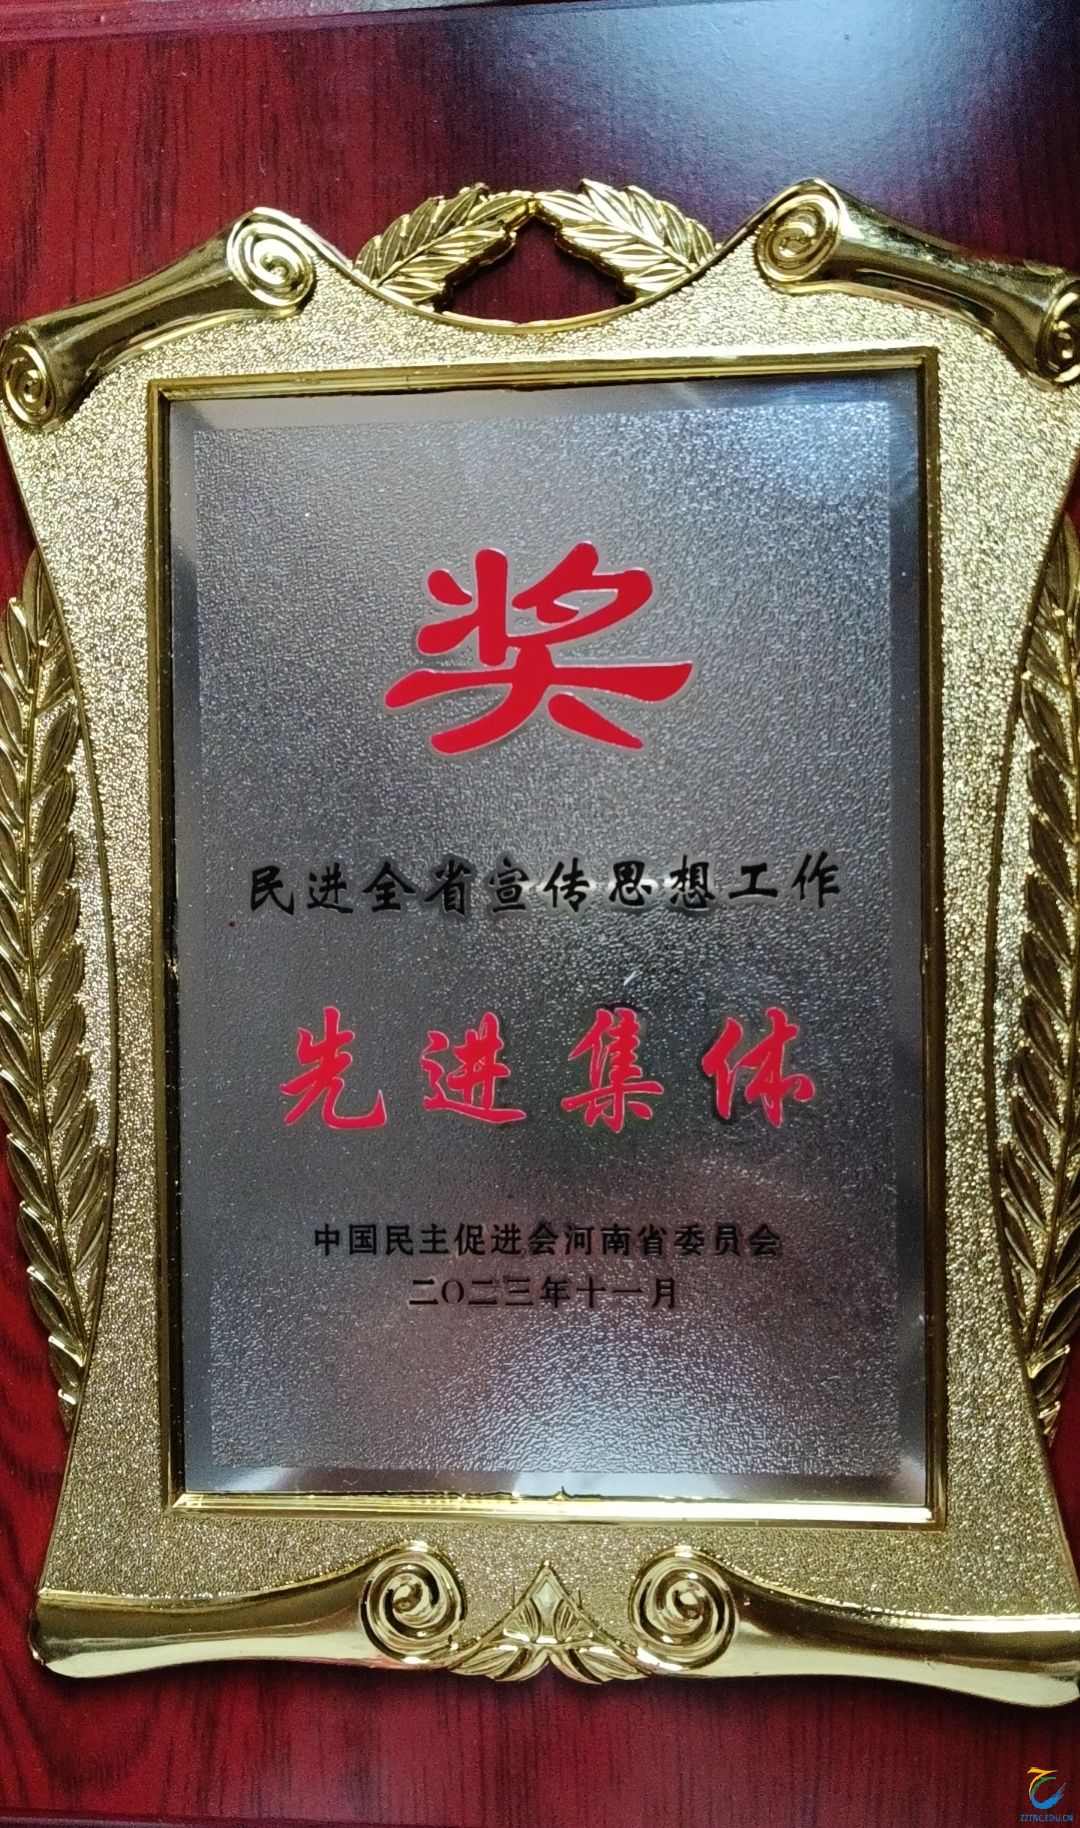 奖
民进全省宣传思想工作
先进集体
中国民主促进会河南省委员会
二〇二三年十一月
ZZTRC.EDU.CN